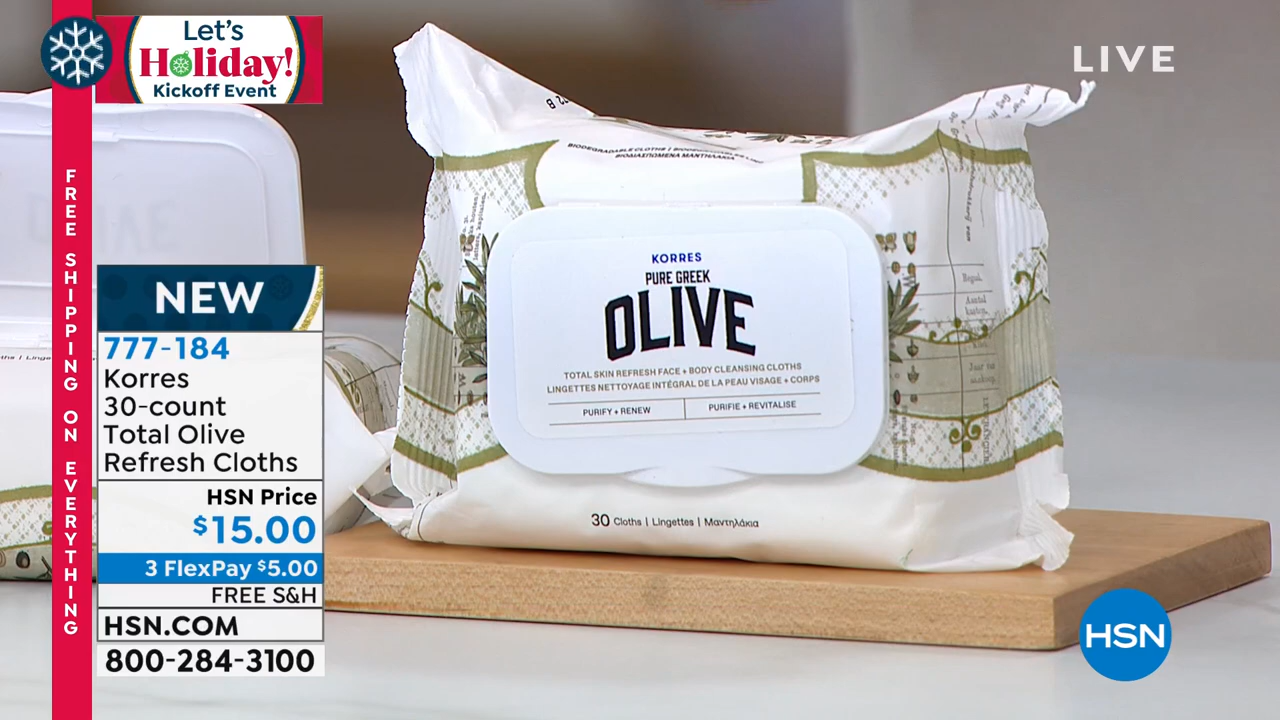 Let's
Holiday!
Kickoff Event
LIVE
FREE SHIPPING ON EVERYTHING
NEW
777-184
Korres
30-count
Total Olive
Refresh Cloths
HSN Price
$15.00
3 FlexPay $5.00
FREE S&H
HSN.COM
800-284-3100
BIODEGRADABLE CLOTHS |
ΒΙΟΔΙΑΣΠΩΜΕΝΑ ΜΑΝΤΗΛΑΚΙΑ
KORRES
PURE GREEK
OLIVE
TOTAL SKIN REFRESH FACE + BODY CLEANSING CLOTHS
LINGETTES NETTOYAGE INTÉGRAL DE LA PEAU VISAGE + CORPS
PURIFY + RENEW
PURIFIE + REVITALISE
30 Cloths | Lingettes | Μαντηλάκια
OLIVE
HSN